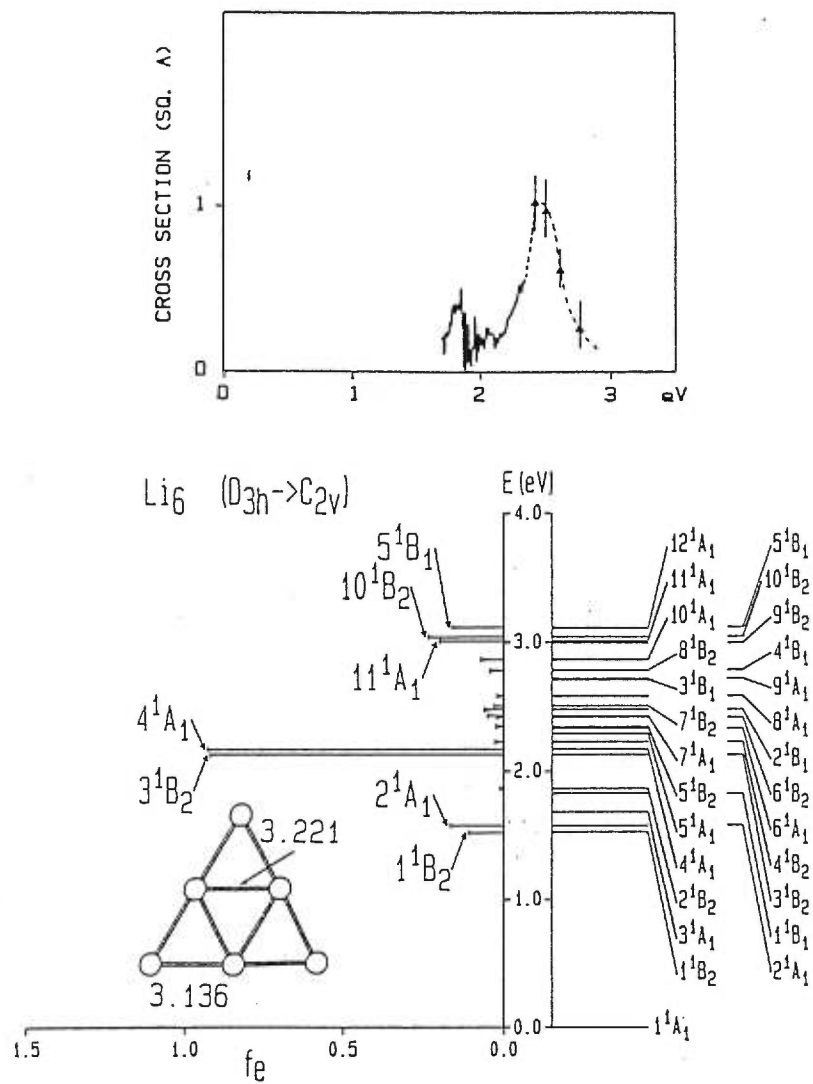 CROSS SECTION (SQ. A)
1
0
0 1 2 3 eV
Li6 (D3h->C2v)
E (eV)
4.0
3.0
2.0
1.0
0.0
5¹B₁
10¹B₂
11¹A₁
4¹A₁
3¹B₂
2¹A₁
1¹B₂
3.221
3.136
12¹A₁
11¹A₁
10¹A₁
8¹B₂
3¹B₁
7¹B₂
7¹A₁
5¹B₂
5¹A₁
4¹A₁
2¹B₂
3¹A₁
1¹B₂
1¹A₁
5¹B₁
10¹B₂
9¹B₂
4¹B₁
9¹A₁
8¹A₁
2¹B₁
6¹B₂
6¹A₁
4¹B₂
3¹B₂
1¹B₁
2¹A₁
1.5 1.0 0.5 0.0
fe